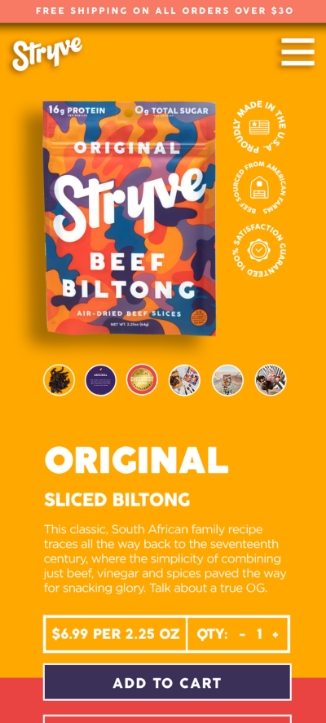 FREE SHIPPING ON ALL ORDERS OVER $30
Stryve
16g PROTEIN
0g TOTAL SUGAR
ORIGINAL
Stryve
BEEF
BILTONG
AIR-DRIED BEEF SLICES
NET WT 2.25oz (64g)
PROUDLY MADE IN THE U.S.A.
BEEF SOURCED FROM AMERICAN FARMS
100% SATISFACTION GUARANTEED
ORIGINAL
SLICED BILTONG
This classic, South African family recipe
traces all the way back to the seventeenth
century, where the simplicity of combining
just beef, vinegar and spices paved the way
for snacking glory. Talk about a true OG.
$6.99 PER 2.25 OZ
QTY: - 1 +
ADD TO CART